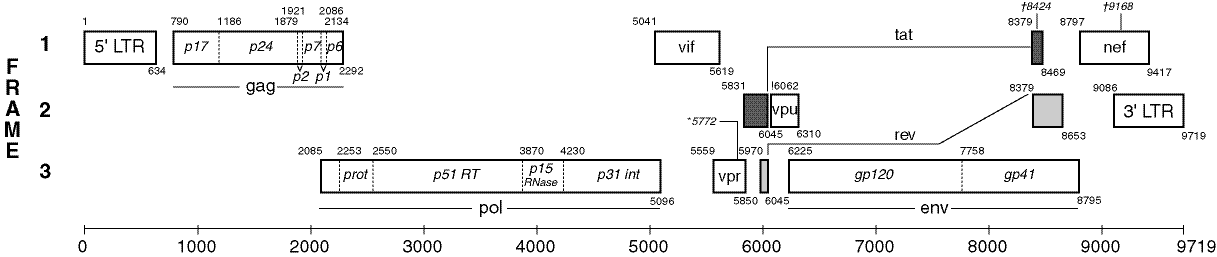 1921 2086 †8424 †9168
1 790 1186 1879 2134 5041 8379 8797
1 5' LTR p17 p24 p7 p6 vif tat nef
634 p2 p1 2292 5619 8469 9417
gag
5831 !6062 8379 9086
FRAME
2 vpu 3' LTR
*5772 6045 6310 rev 8653 9719
2085 2253 2550 3870 4230 5559 5970 6225 7758
3 prot p51 RT p15 RNase p31 int vpr gp120 gp41
5096 5850 6045 8795
pol env
0 1000 2000 3000 4000 5000 6000 7000 8000 9000 9719